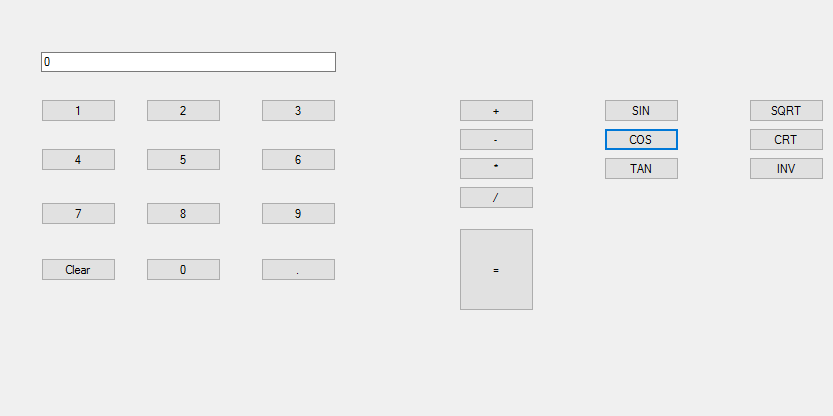 0
1 2 3 + SIN SQRT
- COS CRT
4 5 6 * TAN INV
7 8 9 /
Clear 0 . =